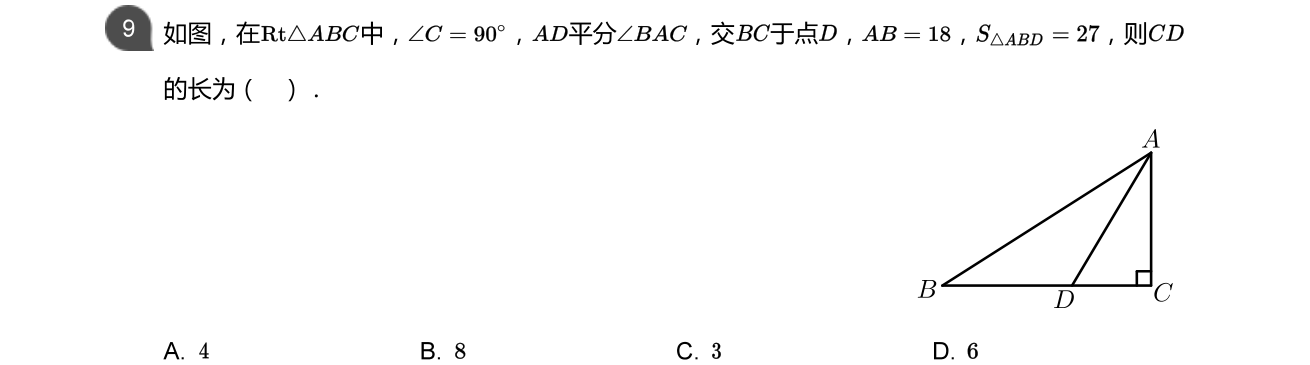 9 如图，在Rt△ABC中，∠C = 90°，AD平分∠BAC，交BC于点D，AB = 18，S△ABD = 27，则CD
的长为（ ）.
A
B D C
A. 4 B. 8 C. 3 D. 6